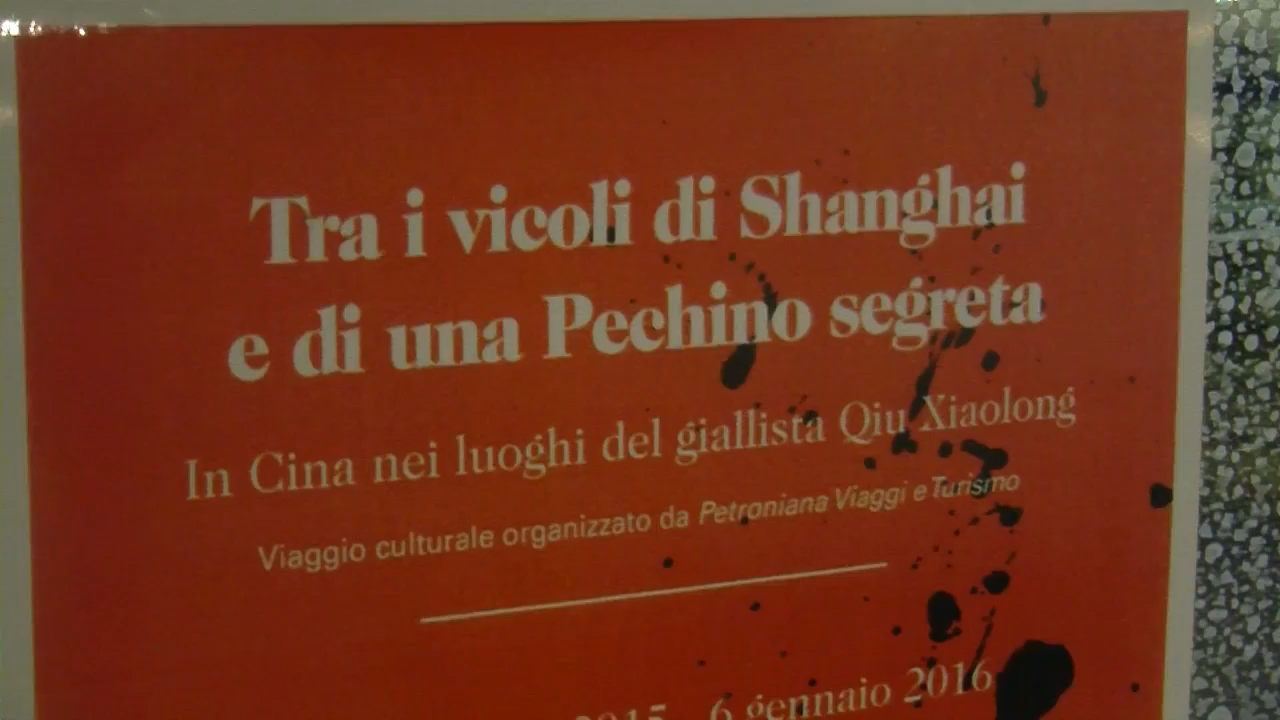 Tra i vicoli di Shanghai
e di una Pechino segreta
In Cina nei luoghi del giallista Qiu Xiaolong
Viaggio culturale organizzato da Petroniana Viaggi e Turismo
2015 - 6 gennaio 2016